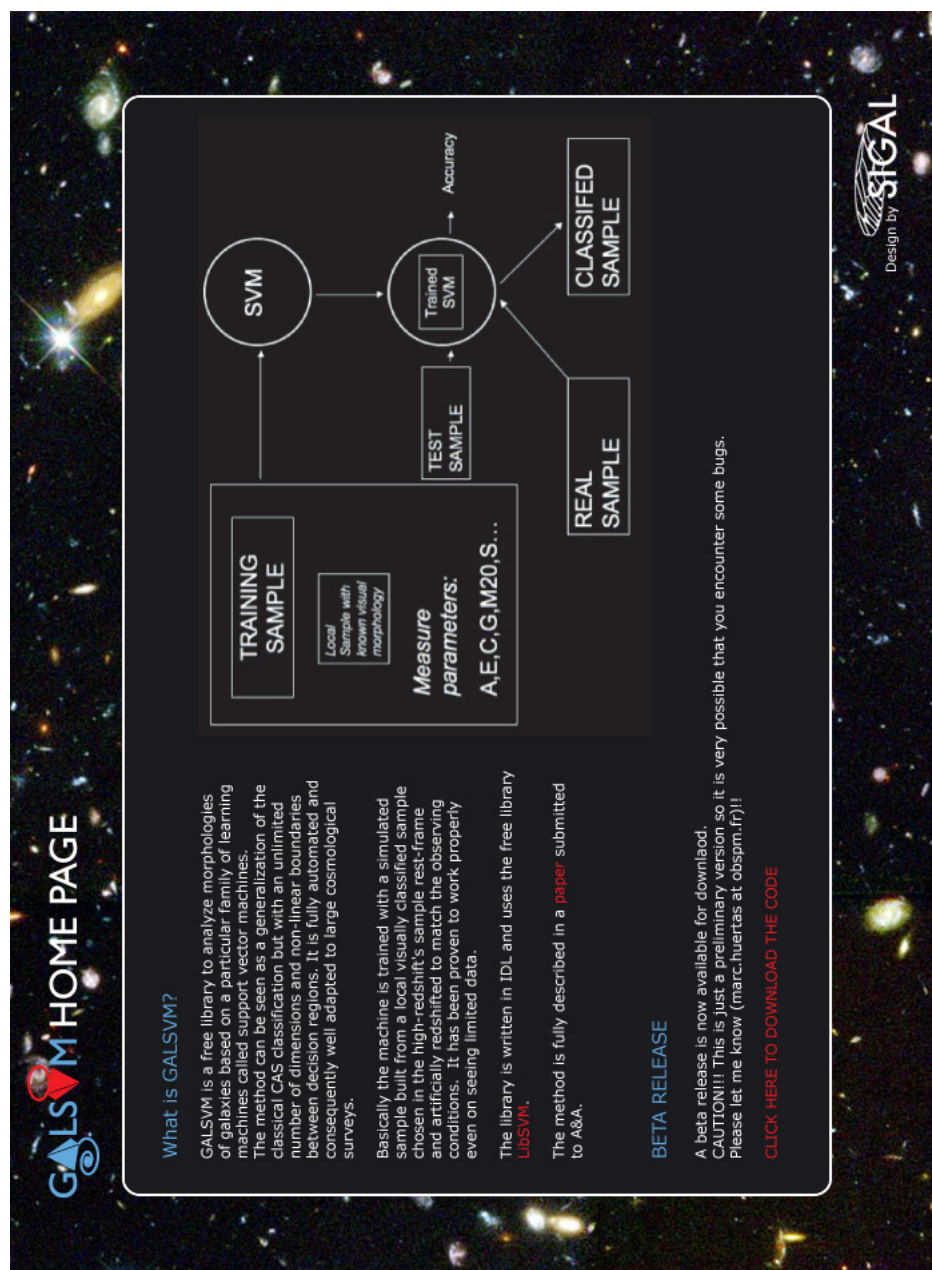 GALSVM HOME PAGE
What is GALSVM?
GALSVM is a free library to analyze morphologies
of galaxies based on a particular family of learning
machines called support vector machines.
The method can be seen as a generalization of the
classical CAS classification but with an unlimited
number of dimensions and non-linear boundaries
between decision regions. It is fully automated and
consequently well adapted to large cosmological
surveys.
Basically the machine is trained with a simulated
sample built from a local visually classified sample
chosen in the high-redshift's sample rest-frame
and artificially redshifted to match the observing
conditions. It has been proven to work properly
even on seeing limited data.
The library is written in IDL and uses the free library
LibSVM.
The method is fully described in a paper submitted
to A&A.
TRAINING
SAMPLE
Local
Sample with
known visual
morphology
Measure
parameters:
A,E,C,G,M20,S...
SVM
TEST
SAMPLE
Trained
SVM
Accuracy
REAL
SAMPLE
CLASSIFED
SAMPLE
BETA RELEASE
A beta release is now available for downlaod.
CAUTION!!! This is just a preliminary version so it is very possible that you encounter some bugs.
Please let me know (marc.huertas at obspm.fr)!!
CLICK HERE TO DOWNLOAD THE CODE
Design by SIGAL